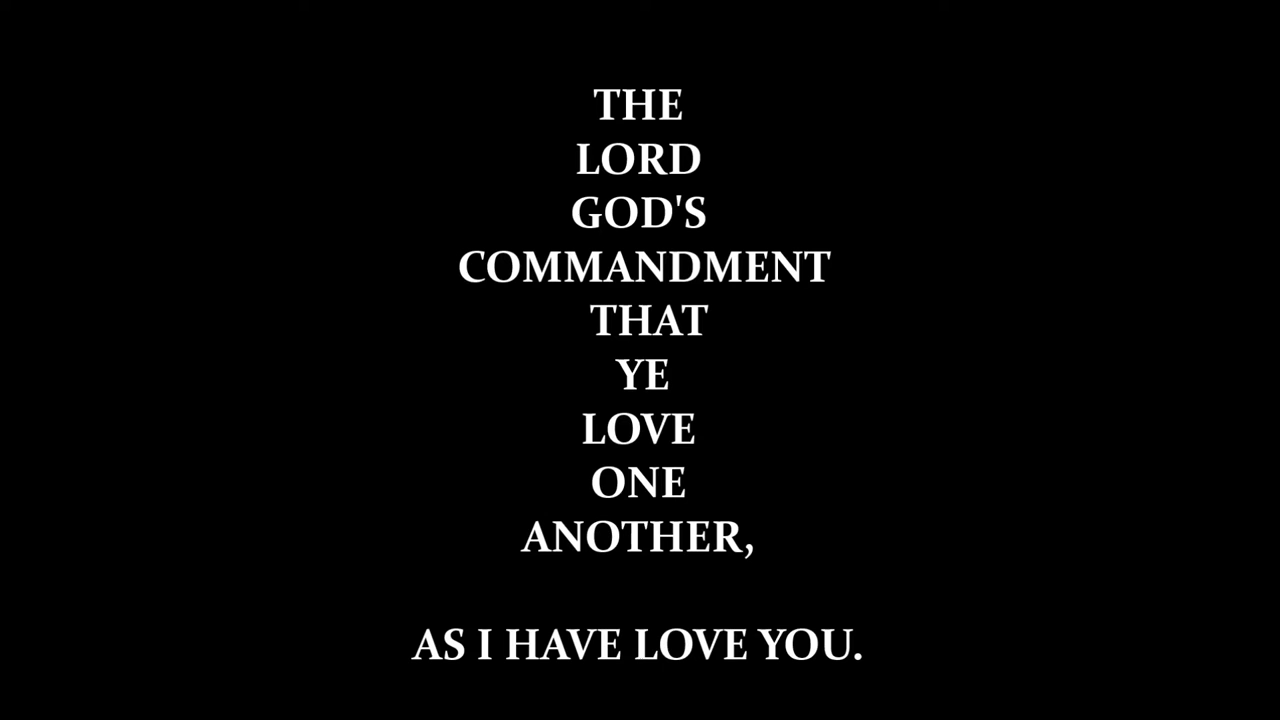 THE
LORD
GOD'S
COMMANDMENT
THAT
YE
LOVE
ONE
ANOTHER,
AS I HAVE LOVE YOU.